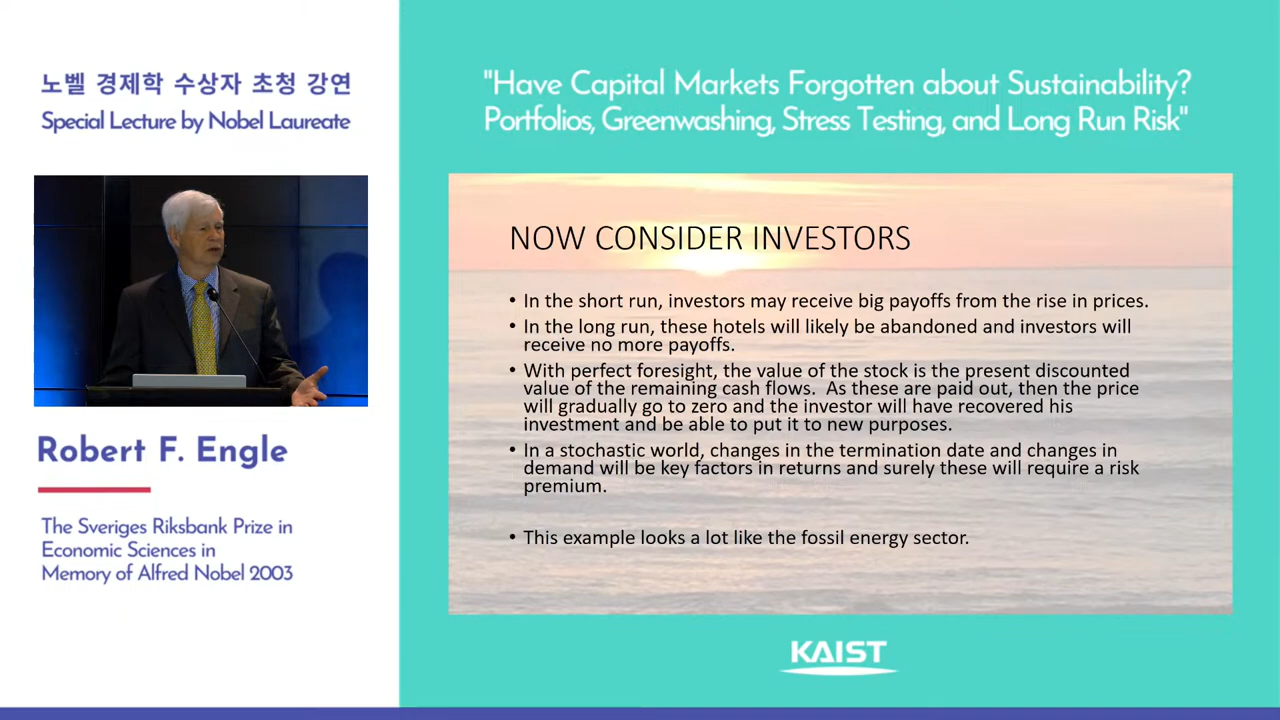 노벨 경제학 수상자 초청 강연
Special Lecture by Nobel Laureate
"Have Capital Markets Forgotten about Sustainability?
Portfolios, Greenwashing, Stress Testing, and Long Run Risk"
NOW CONSIDER INVESTORS
• In the short run, investors may receive big payoffs from the rise in prices.
• In the long run, these hotels will likely be abandoned and investors will
receive no more payoffs.
• With perfect foresight, the value of the stock is the present discounted
value of the remaining cash flows. As these are paid out, then the price
will gradually go to zero and the investor will have recovered his
investment and be able to put it to new purposes.
• In a stochastic world, changes in the termination date and changes in
demand will be key factors in returns and surely these will require a risk
premium.
• This example looks a lot like the fossil energy sector.
Robert F. Engle
The Sveriges Riksbank Prize in
Economic Sciences in
Memory of Alfred Nobel 2003
KAIST